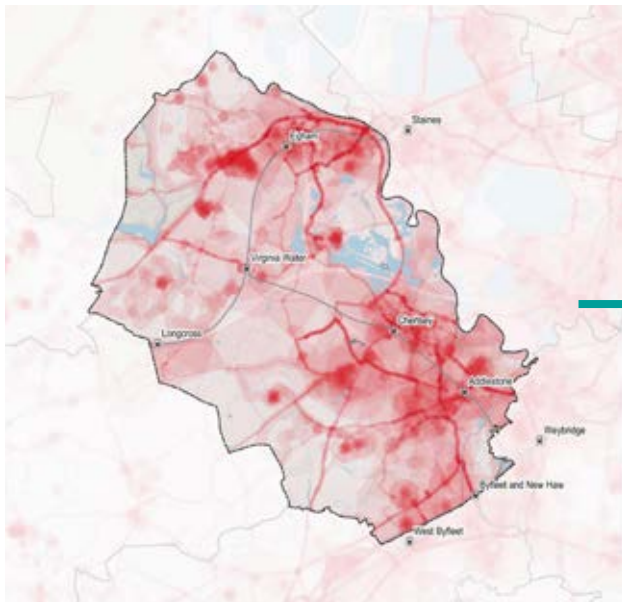 Staines
Egham
Virginia Water
Chertsey
Longcross
Addlestone
Weybridge
Byfleet and New Haw
West Byfleet